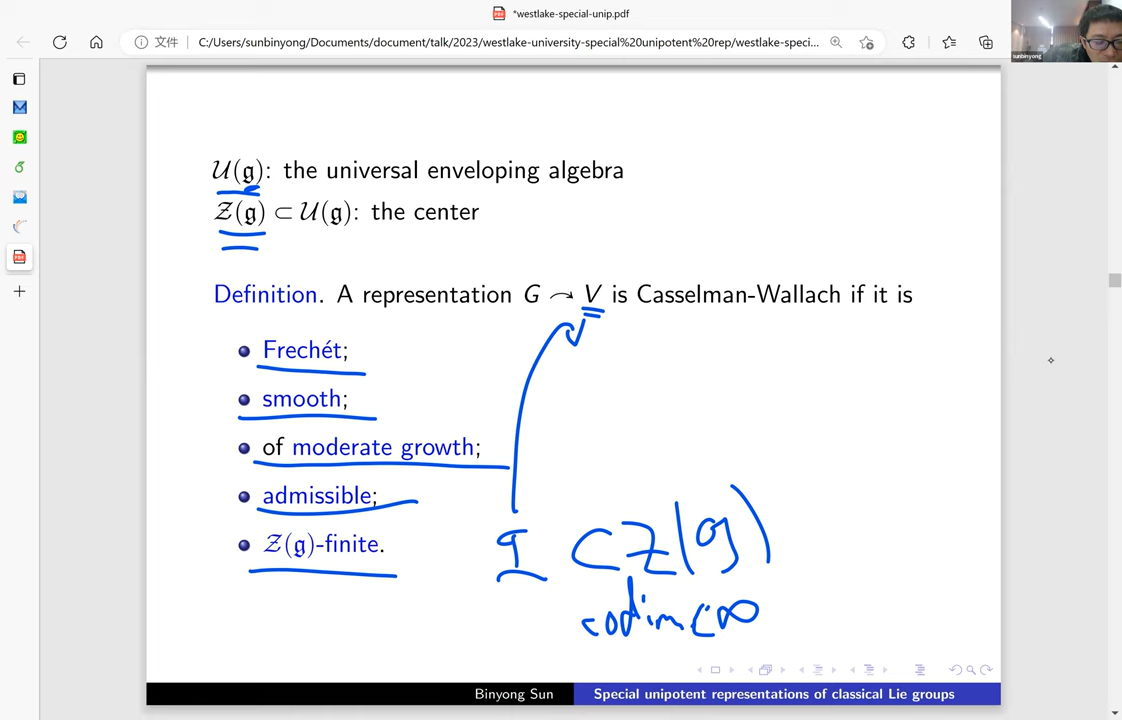 *westlake-special-unip.pdf
文件 C:/Users/sunbinyong/Documents/document/talk/2023/westlake-university-special%20unipotent%20rep/westlake-speci...
sunbinyong
𝒰(𝔤): the universal enveloping algebra
𝒵(𝔤) ⊂ 𝒰(𝔤): the center
Definition. A representation G ↷ V is Casselman-Wallach if it is
Frechét;
smooth;
of moderate growth;
admissible;
𝒵(𝔤)-finite.
I ⊂ Z(g)
codim < ∞
Binyong Sun Special unipotent representations of classical Lie groups